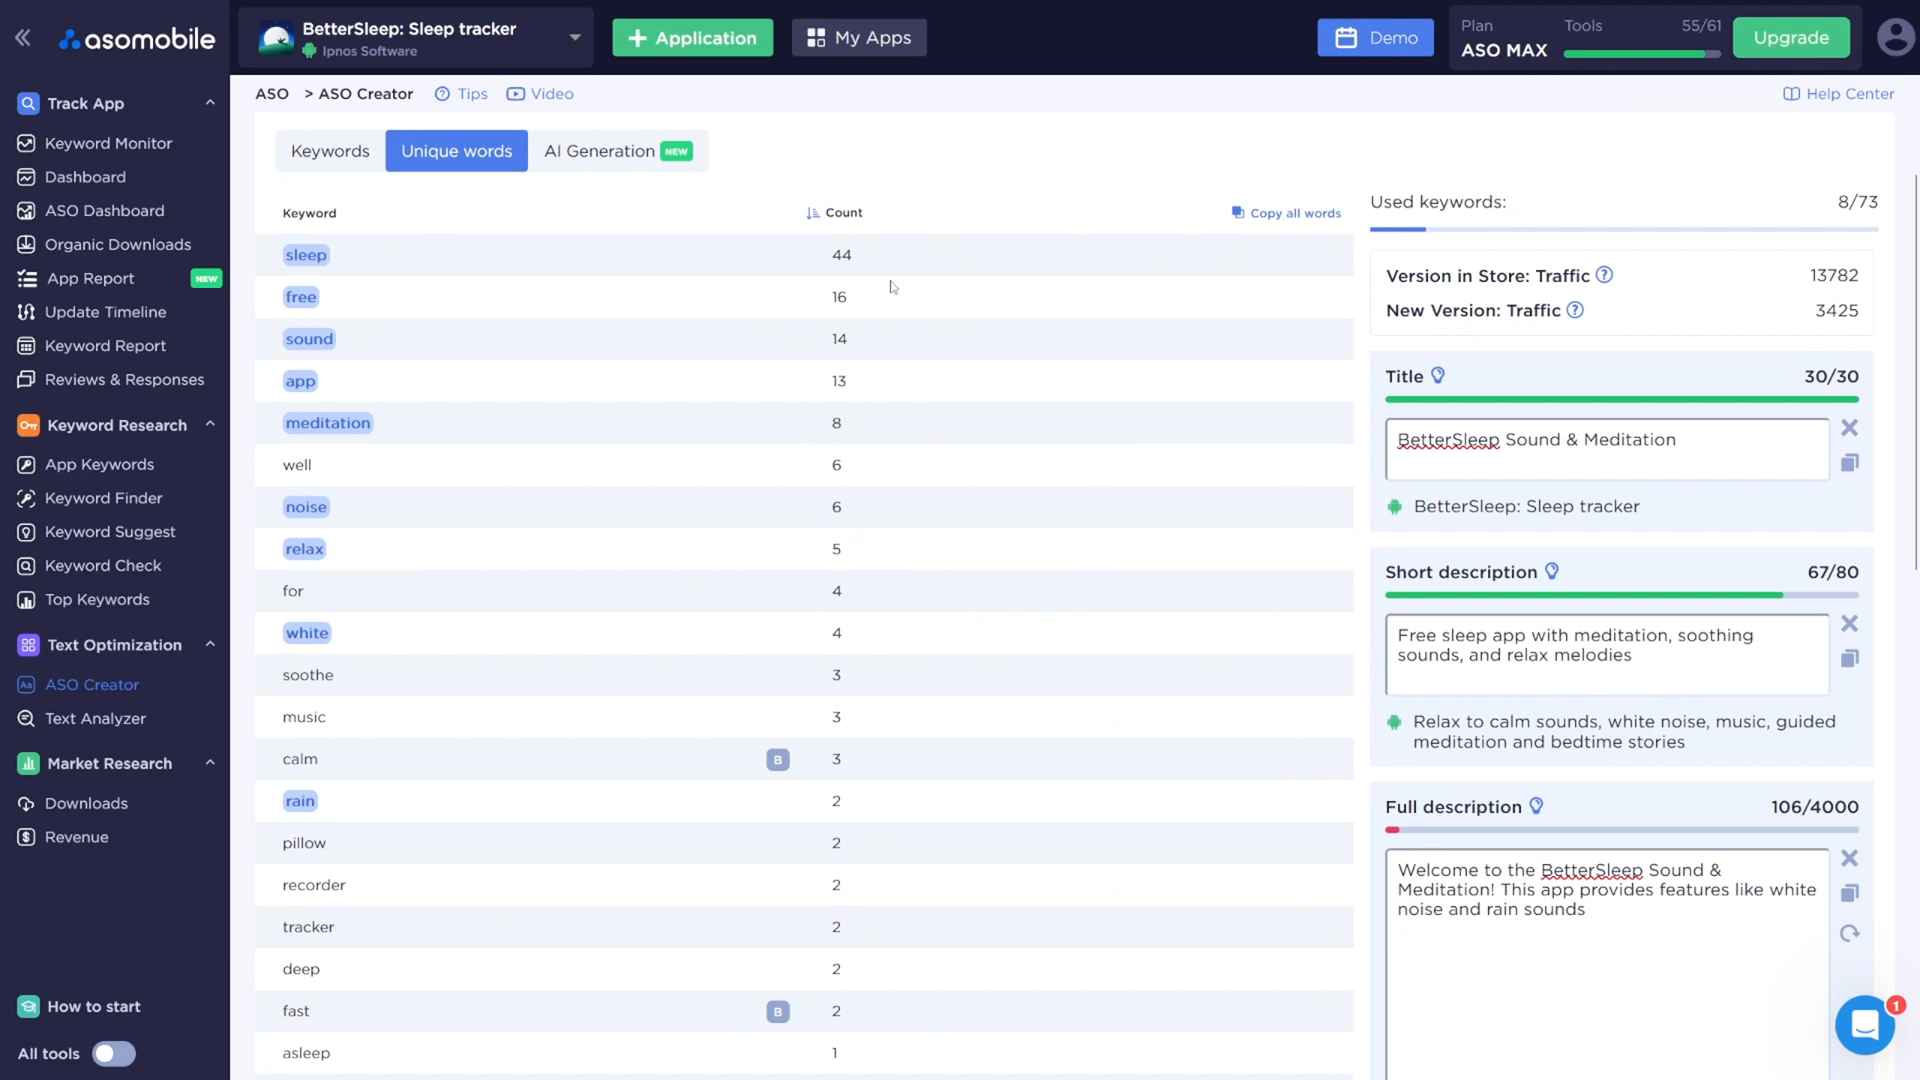 asomobile
BetterSleep: Sleep tracker
Ipnos Software
Application
My Apps
Demo
Plan
ASO MAX
Tools
55/61
Upgrade
Track App
Keyword Monitor
Dashboard
ASO Dashboard
Organic Downloads
App Report
NEW
Update Timeline
Keyword Report
Reviews & Responses
Keyword Research
App Keywords
Keyword Finder
Keyword Suggest
Keyword Check
Top Keywords
Text Optimization
Aa ASO Creator
Text Analyzer
Market Research
Downloads
Revenue
How to start
All tools
ASO > ASO Creator
Tips
Video
Help Center
Keywords
Unique words
AI Generation NEW
Keyword
Count
Copy all words
sleep 44
free 16
sound 14
app 13
meditation 8
well 6
noise 6
relax 5
for 4
white 4
soothe 3
music 3
calm B 3
rain 2
pillow 2
recorder 2
tracker 2
deep 2
fast B 2
asleep 1
Used keywords: 8/73
Version in Store: Traffic 13782
New Version: Traffic 3425
Title 30/30
BetterSleep Sound & Meditation
BetterSleep: Sleep tracker
Short description 67/80
Free sleep app with meditation, soothing
sounds, and relax melodies
Relax to calm sounds, white noise, music, guided
meditation and bedtime stories
Full description 106/4000
Welcome to the BetterSleep Sound &
Meditation! This app provides features like white
noise and rain sounds
1